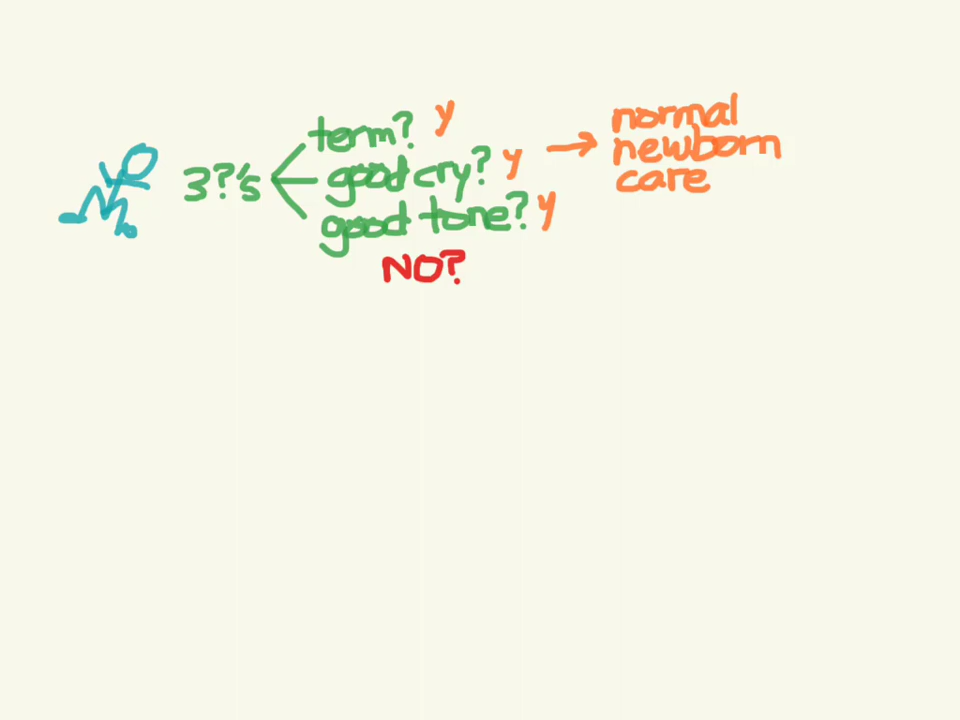 3?'s
term? y
good cry? y
good tone? y
→ normal
newborn
care
NO?